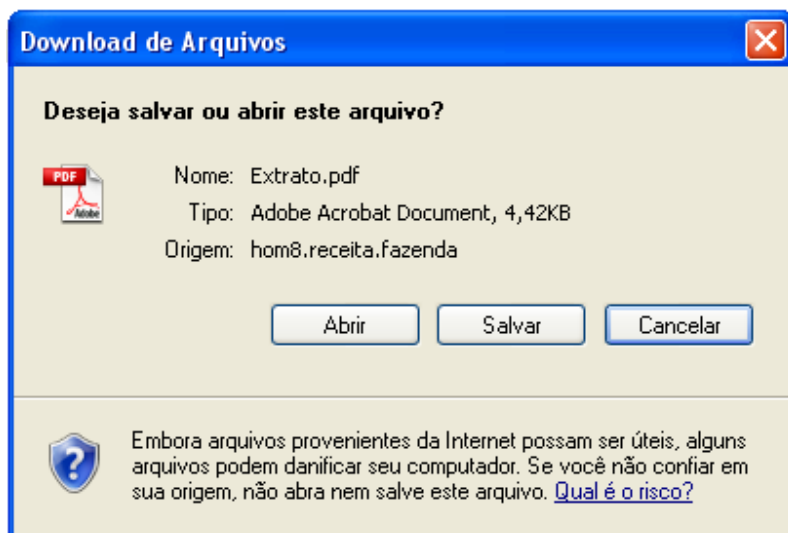 Download de Arquivos
Deseja salvar ou abrir este arquivo?
PDF
Adobe
Nome: Extrato.pdf
Tipo: Adobe Acrobat Document, 4,42KB
Origem: hom8.receita.fazenda
Abrir Salvar Cancelar
Embora arquivos provenientes da Internet possam ser úteis, alguns
arquivos podem danificar seu computador. Se você não confiar em
sua origem, não abra nem salve este arquivo. Qual é o risco?